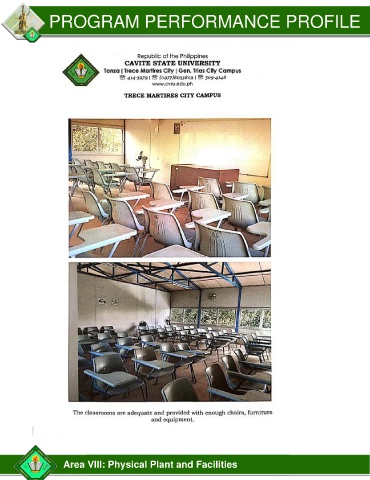 PROGRAM PERFORMANCE PROFILE
Republic of the Philippines
CAVITE STATE UNIVERSITY
Tanza | Trece Martires City | Gen. Trias City Campus
☏ 414-3979 | ☏
www.cvsu.edu.ph
TRECE MARTIRES CITY CAMPUS
The classrooms are adequate and provided with enough chairs, furniture
and equipment.
Area VIII: Physical Plant and Facilities